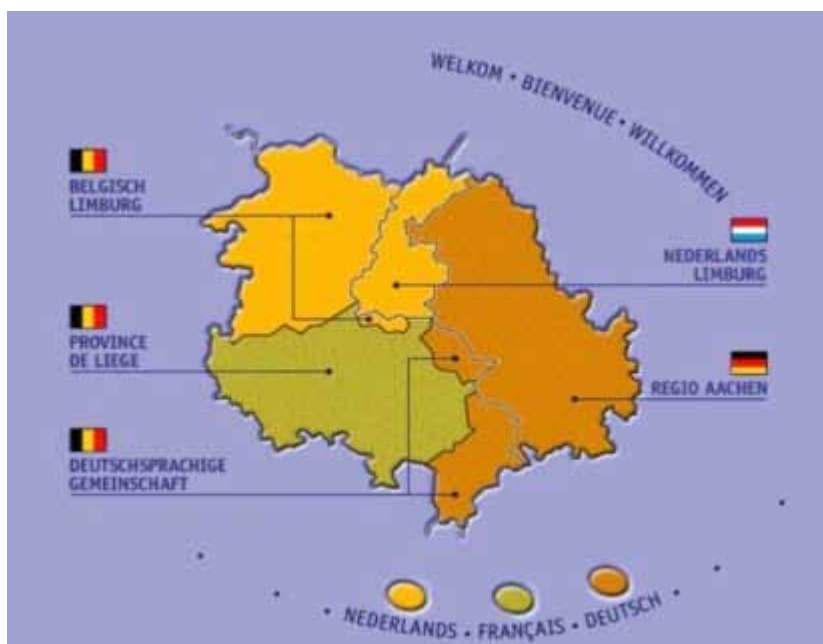 WELKOM • BIENVENUE • WILLKOMMEN
BELGISCH
LIMBURG
NEDERLANDS
LIMBURG
PROVINCE
DE LIEGE
REGIO AACHEN
DEUTSCHSPRACHIGE
GEMEINSCHAFT
• NEDERLANDS • FRANÇAIS • DEUTSCH •